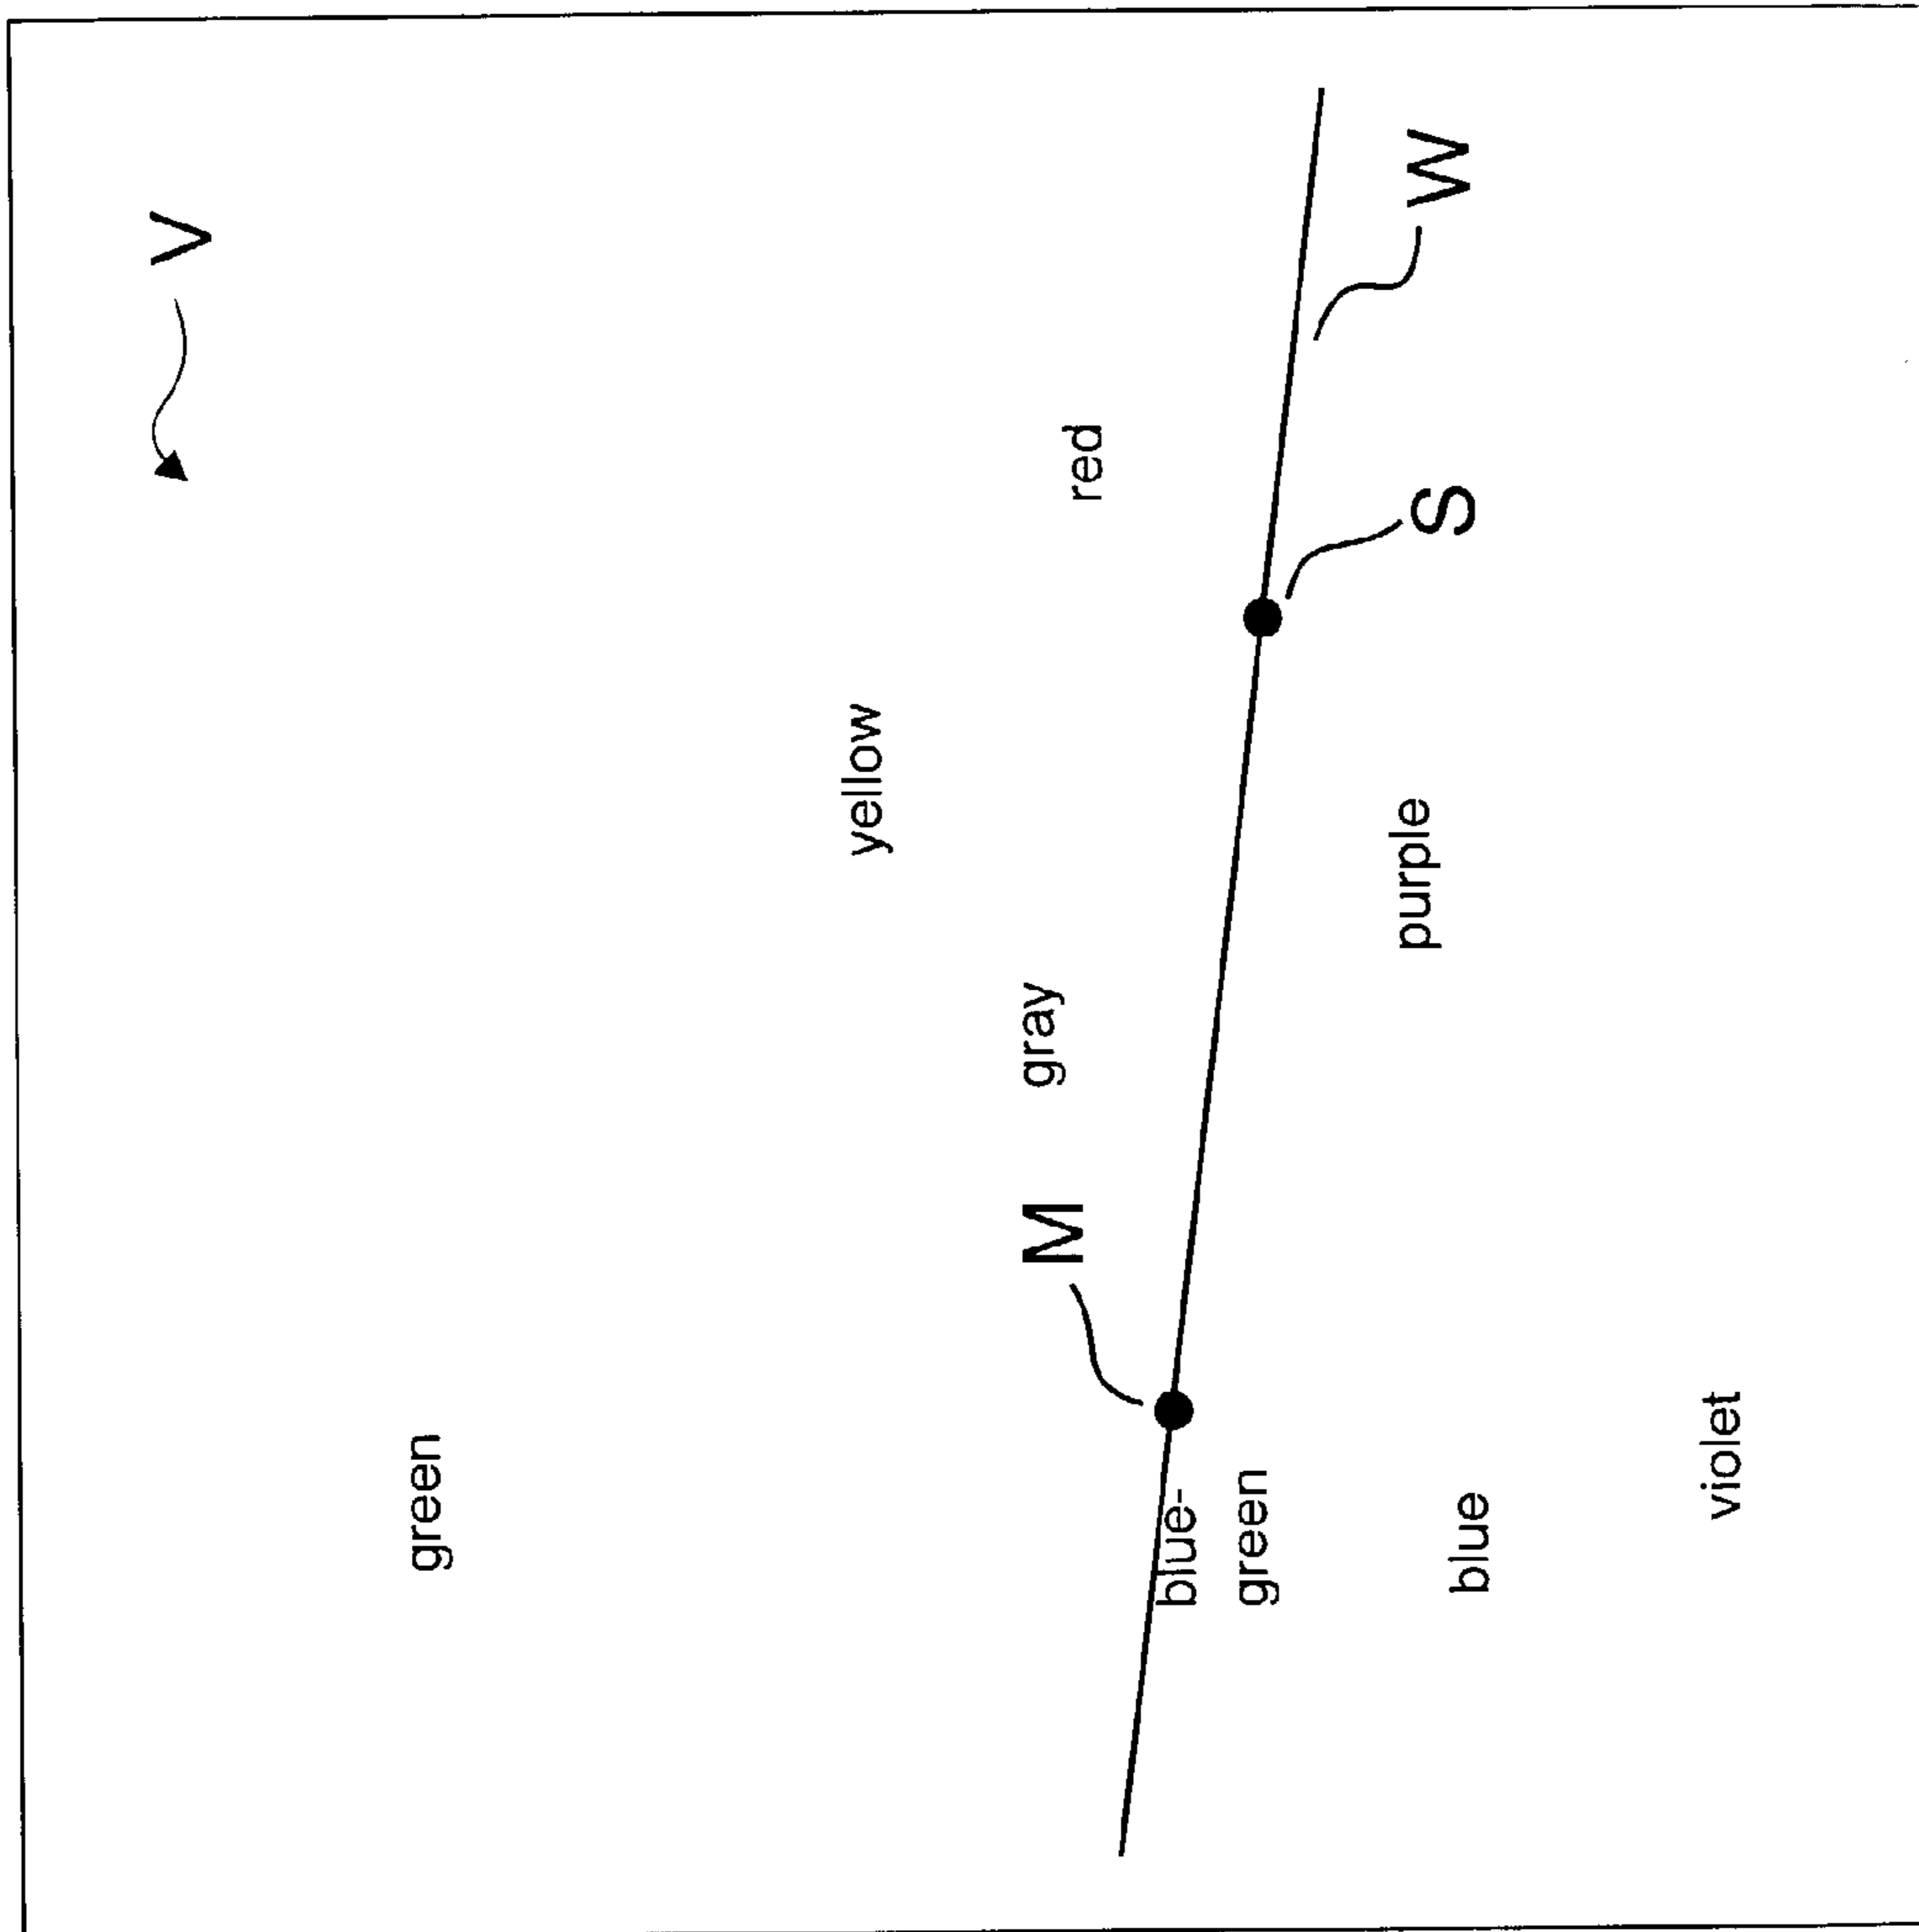 V
green
yellow
M
gray
red
blue-
green
purple
W
S
blue
violet